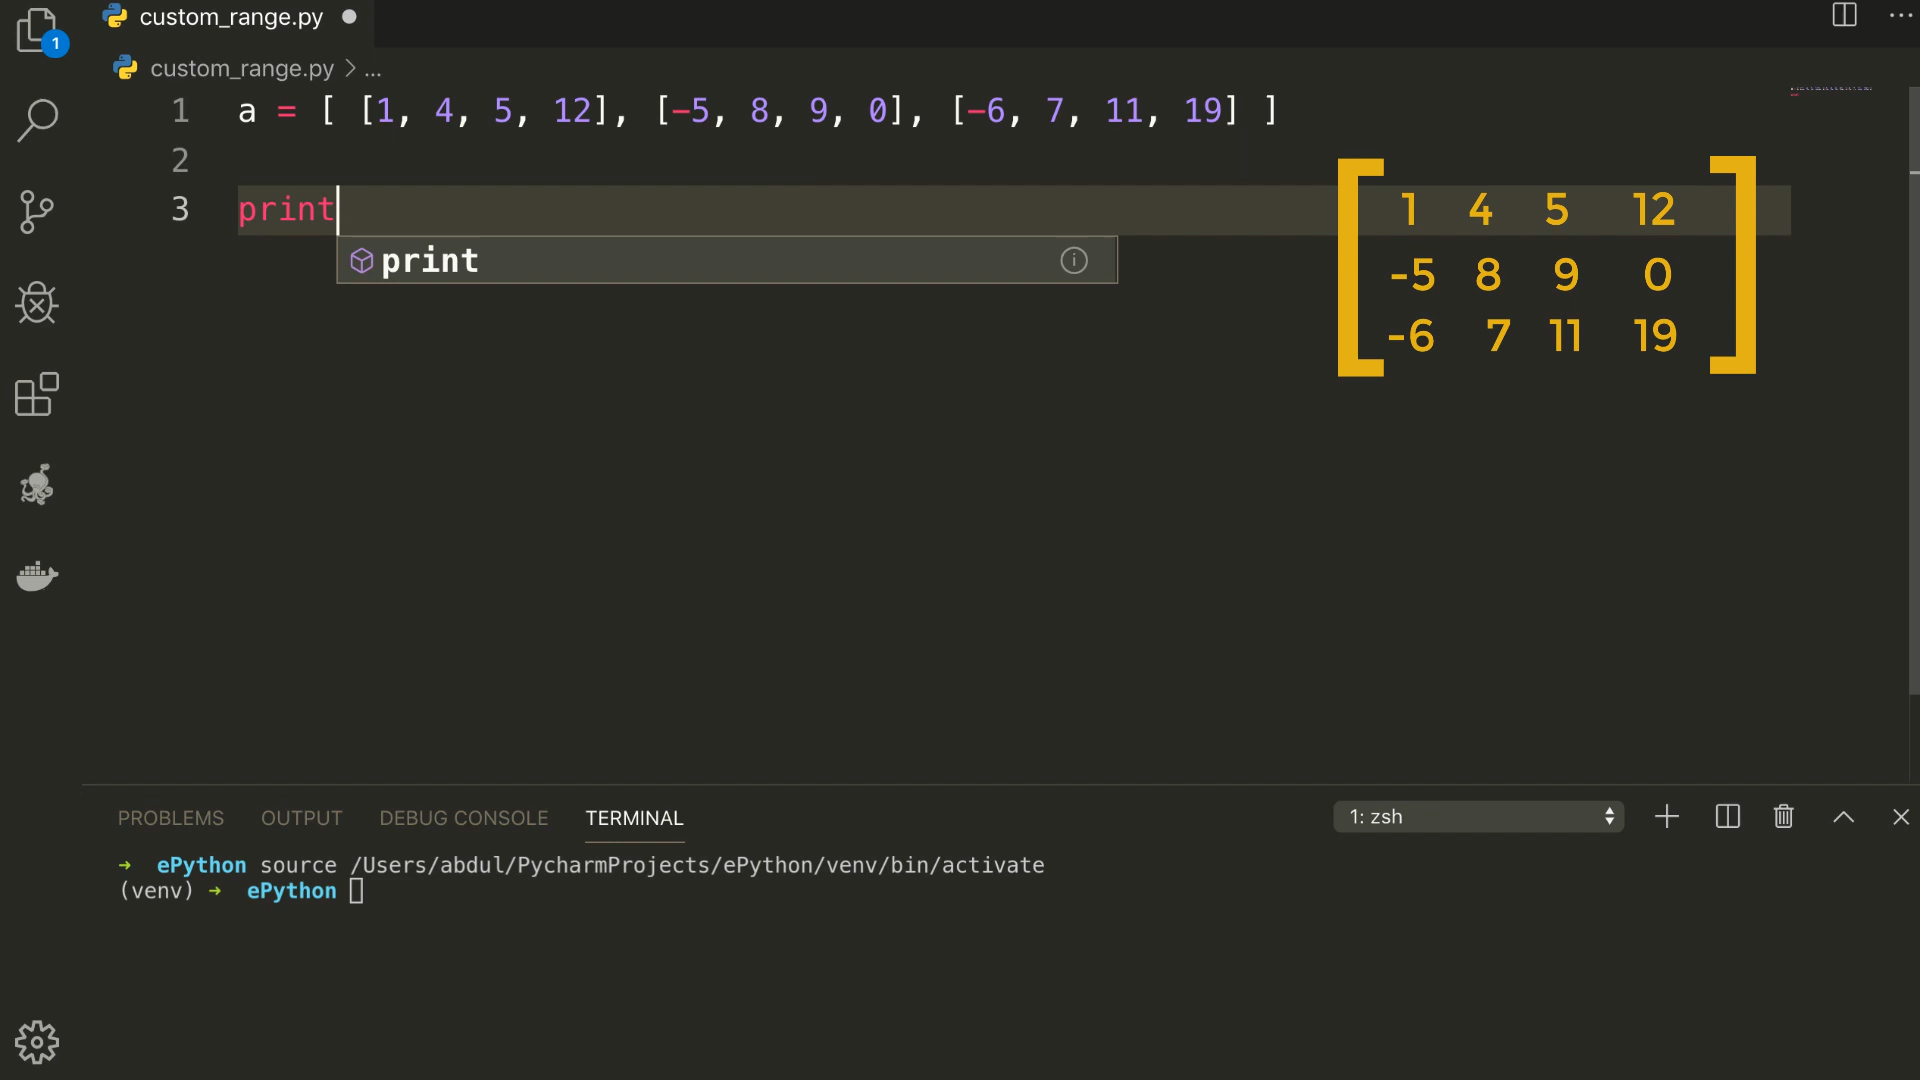 custom_range.py
1
custom_range.py > ...
1 a = [ [1, 4, 5, 12], [-5, 8, 9, 0], [-6, 7, 11, 19] ]
2
3 print
print
1 4 5 12
-5 8 9 0
-6 7 11 19
PROBLEMS OUTPUT DEBUG CONSOLE TERMINAL 1: zsh
➜ ePython source /Users/abdul/PycharmProjects/ePython/venv/bin/activate
(venv) ➜ ePython